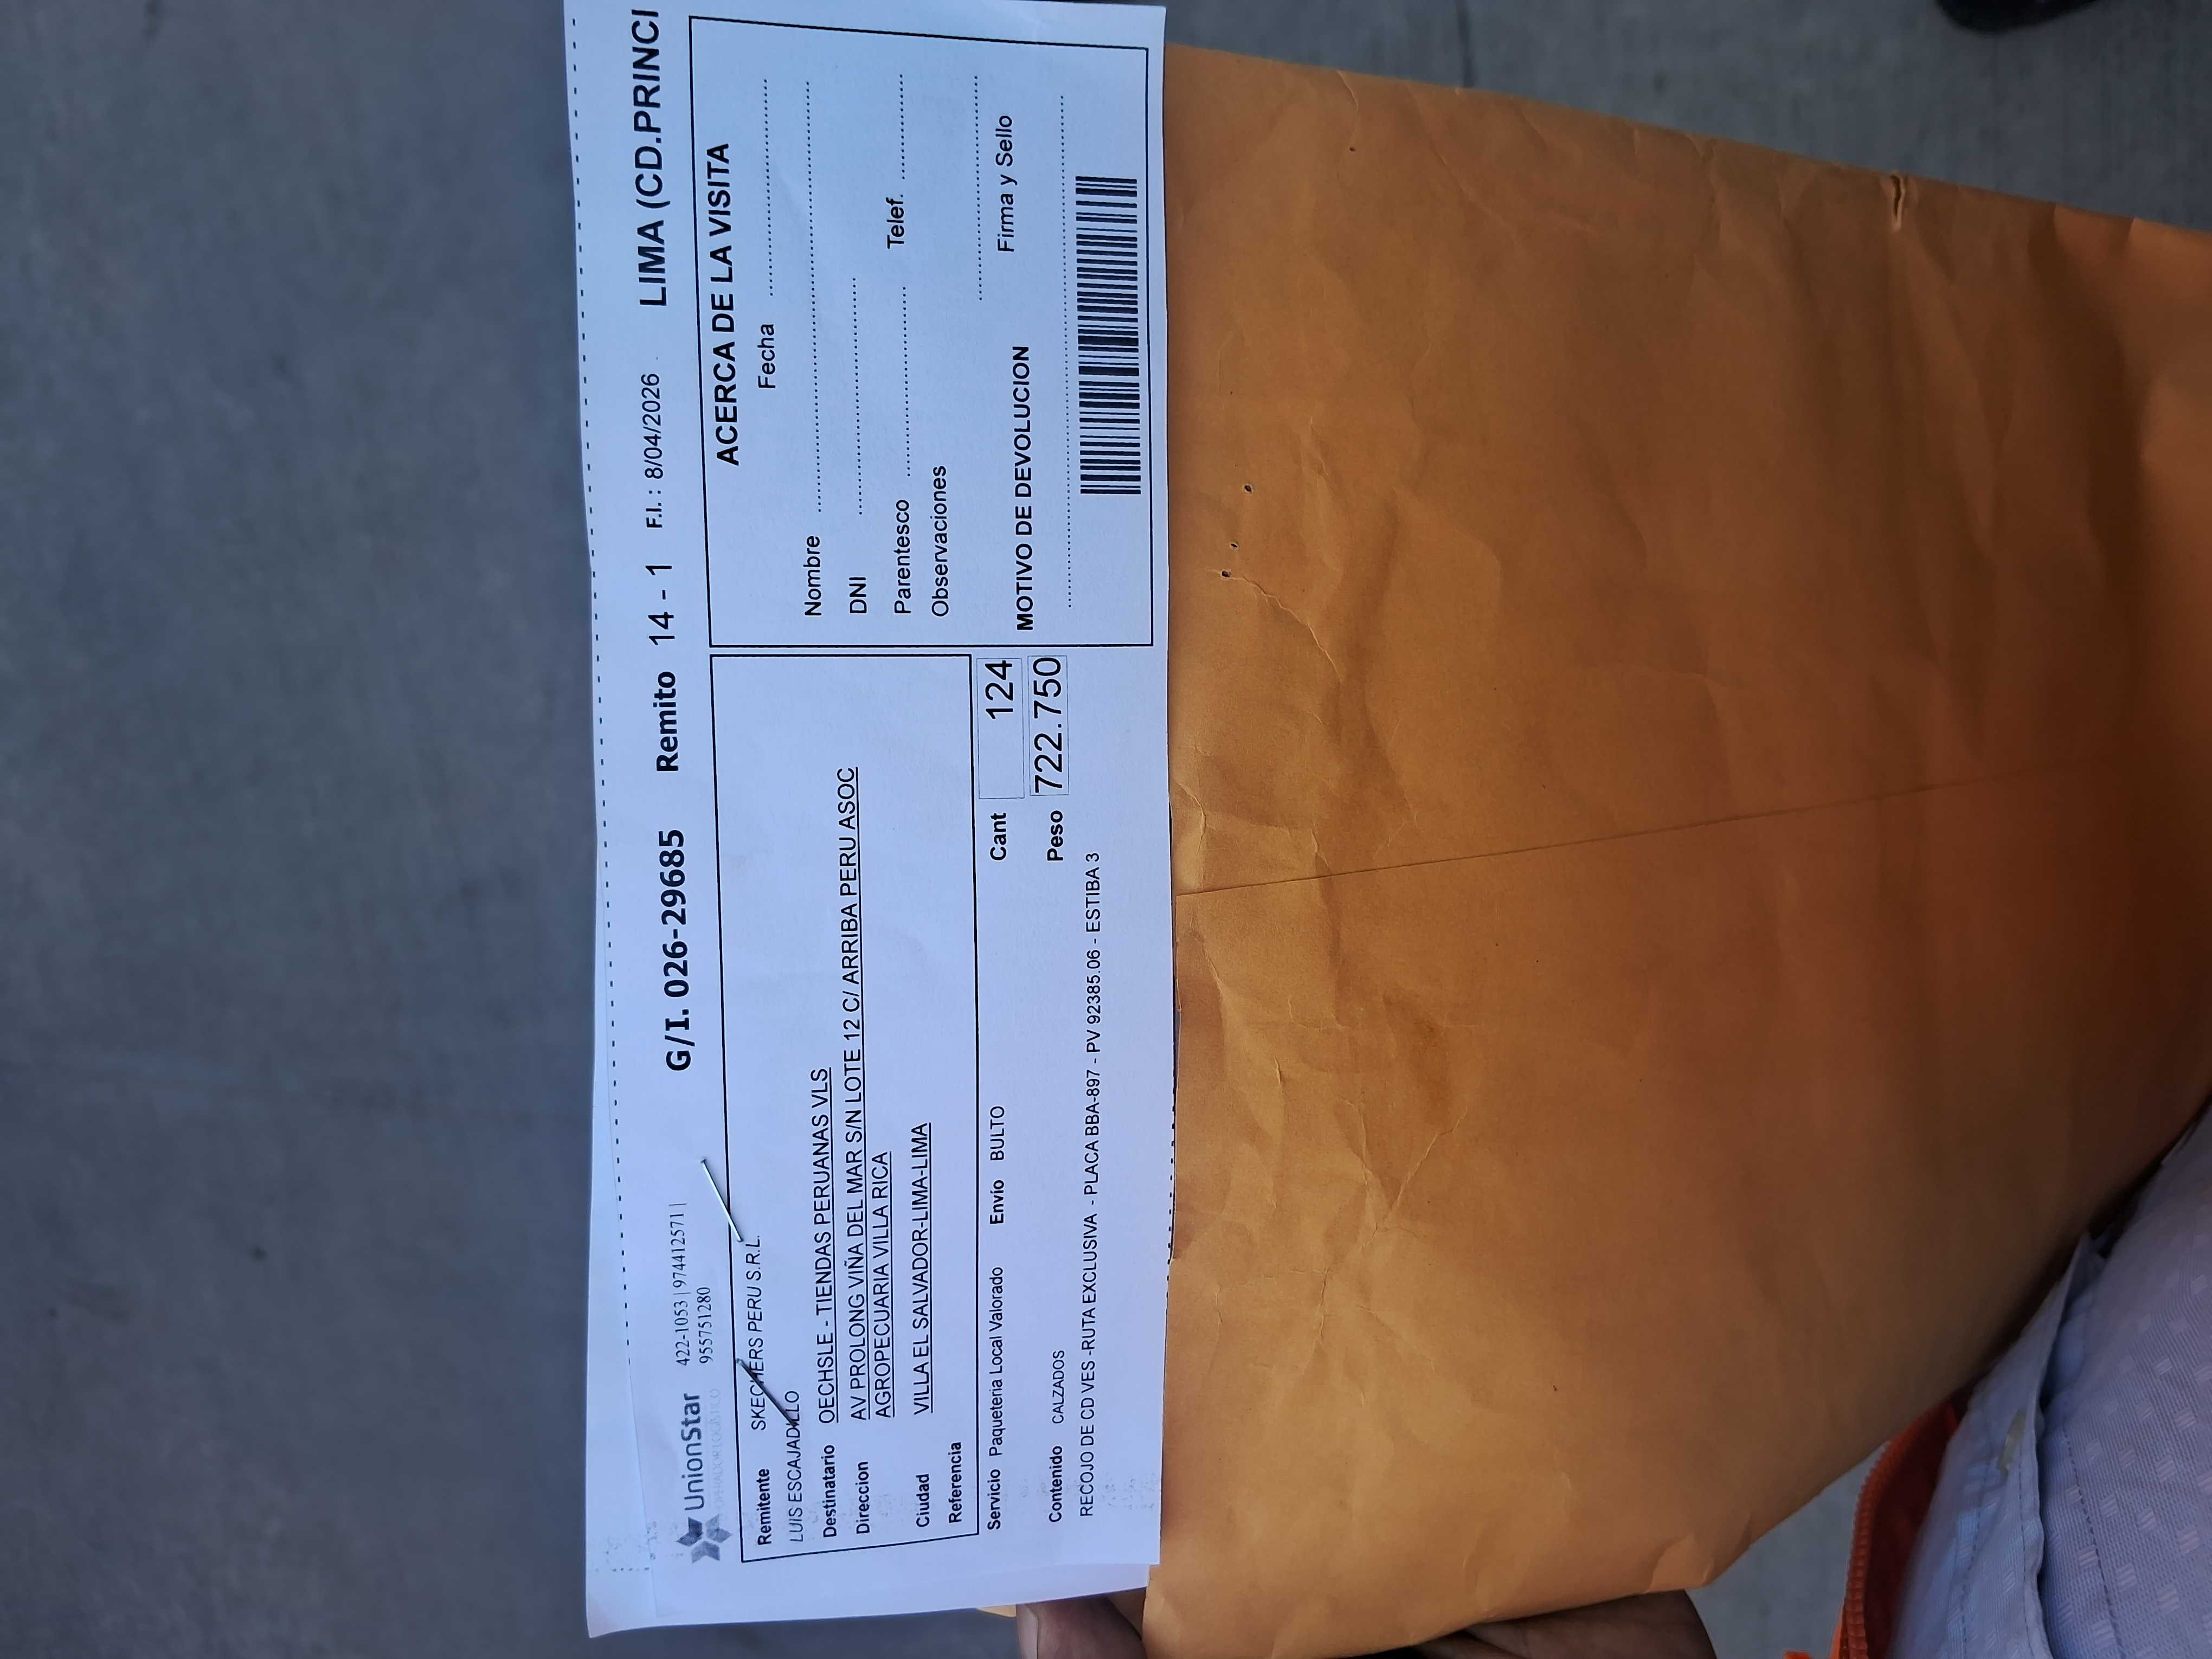 UnionStar
OPERADOR LOGISTICO
422-1053 | 974412571 |
955751280
G/I. 026-29685 Remito 14 - 1 F.I. : 8/04/2026 LIMA (CD.PRINCI
Remitente SKECHERS PERU S.R.L.
LUIS ESCAJADILLO
Destinatario OECHSLE - TIENDAS PERUANAS VLS
Direccion AV PROLONG VIÑA DEL MAR S/N LOTE 12 C/ ARRIBA PERU ASOC
AGROPECUARIA VILLA RICA
Ciudad VILLA EL SALVADOR-LIMA-LIMA
Referencia
Servicio Paqueteria Local Valorado Envio BULTO Cant 124
Contenido CALZADOS Peso 722.750
RECOJO DE CD VES -RUTA EXCLUSIVA - PLACA BBA-897 - PV 92385.06 - ESTIBA 3
ACERCA DE LA VISITA
Fecha
Nombre
DNI
Parentesco Telef.
Observaciones
Firma y Sello
MOTIVO DE DEVOLUCION